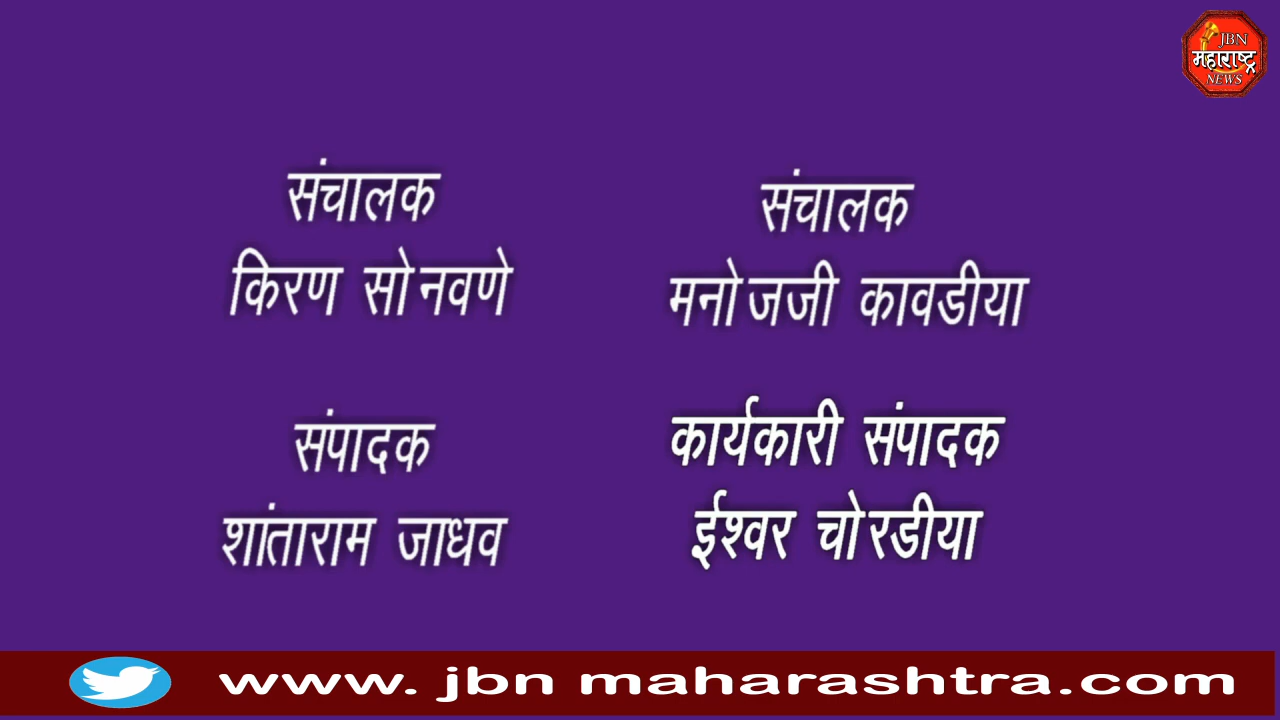 JBN
महाराष्ट्र
NEWS
संचालक
किरण सोनवणे
संचालक
मनोजजी कावडीया
संपादक
शांताराम जाधव
कार्यकारी संपादक
ईश्वर चोरडीया
www. jbn maharashtra.com